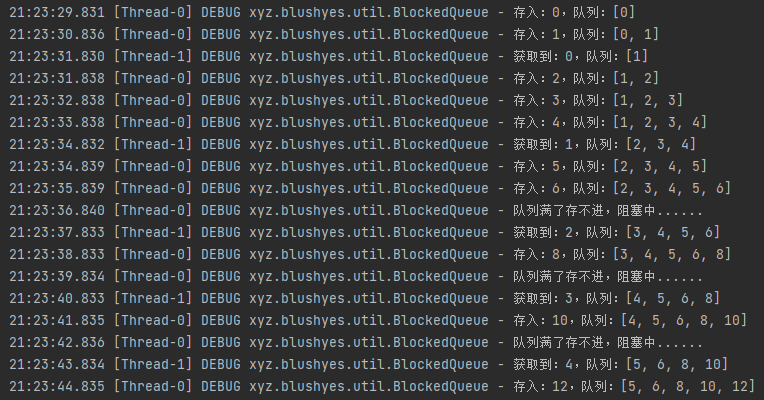 21:23:29.831 [Thread-0] DEBUG xyz.blushyes.util.BlockedQueue - 存入：0，队列：[0]
21:23:30.836 [Thread-0] DEBUG xyz.blushyes.util.BlockedQueue - 存入：1，队列：[0, 1]
21:23:31.830 [Thread-1] DEBUG xyz.blushyes.util.BlockedQueue - 获取到：0，队列：[1]
21:23:31.838 [Thread-0] DEBUG xyz.blushyes.util.BlockedQueue - 存入：2，队列：[1, 2]
21:23:32.838 [Thread-0] DEBUG xyz.blushyes.util.BlockedQueue - 存入：3，队列：[1, 2, 3]
21:23:33.838 [Thread-0] DEBUG xyz.blushyes.util.BlockedQueue - 存入：4，队列：[1, 2, 3, 4]
21:23:34.832 [Thread-1] DEBUG xyz.blushyes.util.BlockedQueue - 获取到：1，队列：[2, 3, 4]
21:23:34.839 [Thread-0] DEBUG xyz.blushyes.util.BlockedQueue - 存入：5，队列：[2, 3, 4, 5]
21:23:35.839 [Thread-0] DEBUG xyz.blushyes.util.BlockedQueue - 存入：6，队列：[2, 3, 4, 5, 6]
21:23:36.840 [Thread-0] DEBUG xyz.blushyes.util.BlockedQueue - 队列满了存不进，阻塞中......
21:23:37.833 [Thread-1] DEBUG xyz.blushyes.util.BlockedQueue - 获取到：2，队列：[3, 4, 5, 6]
21:23:38.833 [Thread-0] DEBUG xyz.blushyes.util.BlockedQueue - 存入：8，队列：[3, 4, 5, 6, 8]
21:23:39.834 [Thread-0] DEBUG xyz.blushyes.util.BlockedQueue - 队列满了存不进，阻塞中......
21:23:40.833 [Thread-1] DEBUG xyz.blushyes.util.BlockedQueue - 获取到：3，队列：[4, 5, 6, 8]
21:23:41.835 [Thread-0] DEBUG xyz.blushyes.util.BlockedQueue - 存入：10，队列：[4, 5, 6, 8, 10]
21:23:42.836 [Thread-0] DEBUG xyz.blushyes.util.BlockedQueue - 队列满了存不进，阻塞中......
21:23:43.834 [Thread-1] DEBUG xyz.blushyes.util.BlockedQueue - 获取到：4，队列：[5, 6, 8, 10]
21:23:44.835 [Thread-0] DEBUG xyz.blushyes.util.BlockedQueue - 存入：12，队列：[5, 6, 8, 10, 12]